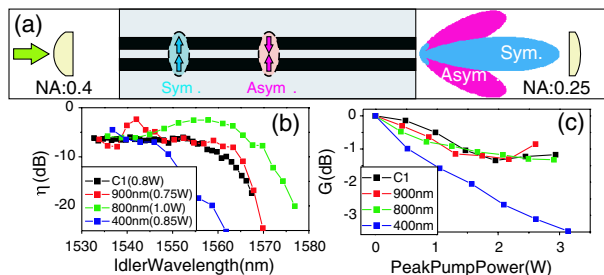 (a)
NA:0.4
Sym .
Asym .
Sym.
Asym .
NA:0.25
(b)
η(dB)
0
-10
-20
C1(0.8W)
900nm(0.75W)
800nm(1.0W)
400nm(0.85W)
1530 1540 1550 1560 1570 1580
IdlerWavelength(nm)
(c)
G(dB)
0
-1
-2
-3
C1
900nm
800nm
400nm
0 1 2 3
PeakPumpPower(W)